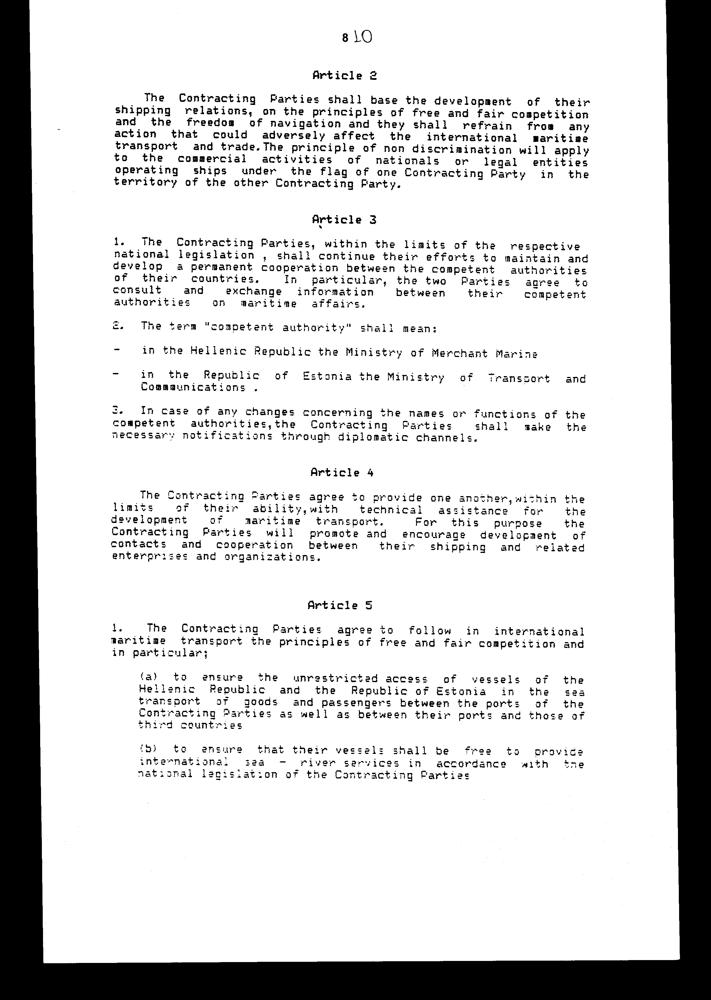 8 10
Article 2
The Contracting Parties shall base the development of their
shipping relations, on the principles of free and fair competition
and the freedom of navigation and they shall refrain from any
action that could adversely affect the international maritime
transport and trade.The principle of non discrimination will apply
to the commercial activities of nationals or legal entities
operating ships under the flag of one Contracting Party in the
territory of the other Contracting Party.
Article 3
1. The Contracting Parties, within the limits of the respective
national legislation , shall continue their efforts to maintain and
develop a permanent cooperation between the competent authorities
of their countries. In particular, the two Parties agree to
consult and exchange information between their competent
authorities on maritime affairs.
2. The term "competent authority" shall mean:
- in the Hellenic Republic the Ministry of Merchant Marine
- in the Republic of Estonia the Ministry of Transport and
Commmunications .
3. In case of any changes concerning the names or functions of the
competent authorities,the Contracting Parties shall make the
necessary notifications through diplomatic channels.
Article 4
The Contracting Parties agree to provide one another,within the
limits of their ability,with technical assistance for the
development of maritime transport. For this purpose the
Contracting Parties will promote and encourage development of
contacts and cooperation between their shipping and related
enterprises and organizations.
Article 5
1. The Contracting Parties agree to follow in international
maritime transport the principles of free and fair competition and
in particular;
(a) to ensure the unrestricted access of vessels of the
Hellenic Republic and the Republic of Estonia in the sea
transport of goods and passengers between the ports of the
Contracting Parties as well as between their ports and those of
third countries
(b) to ensure that their vessels shall be free to provide
international sea - river services in accordance with the
national legislation of the Contracting Parties